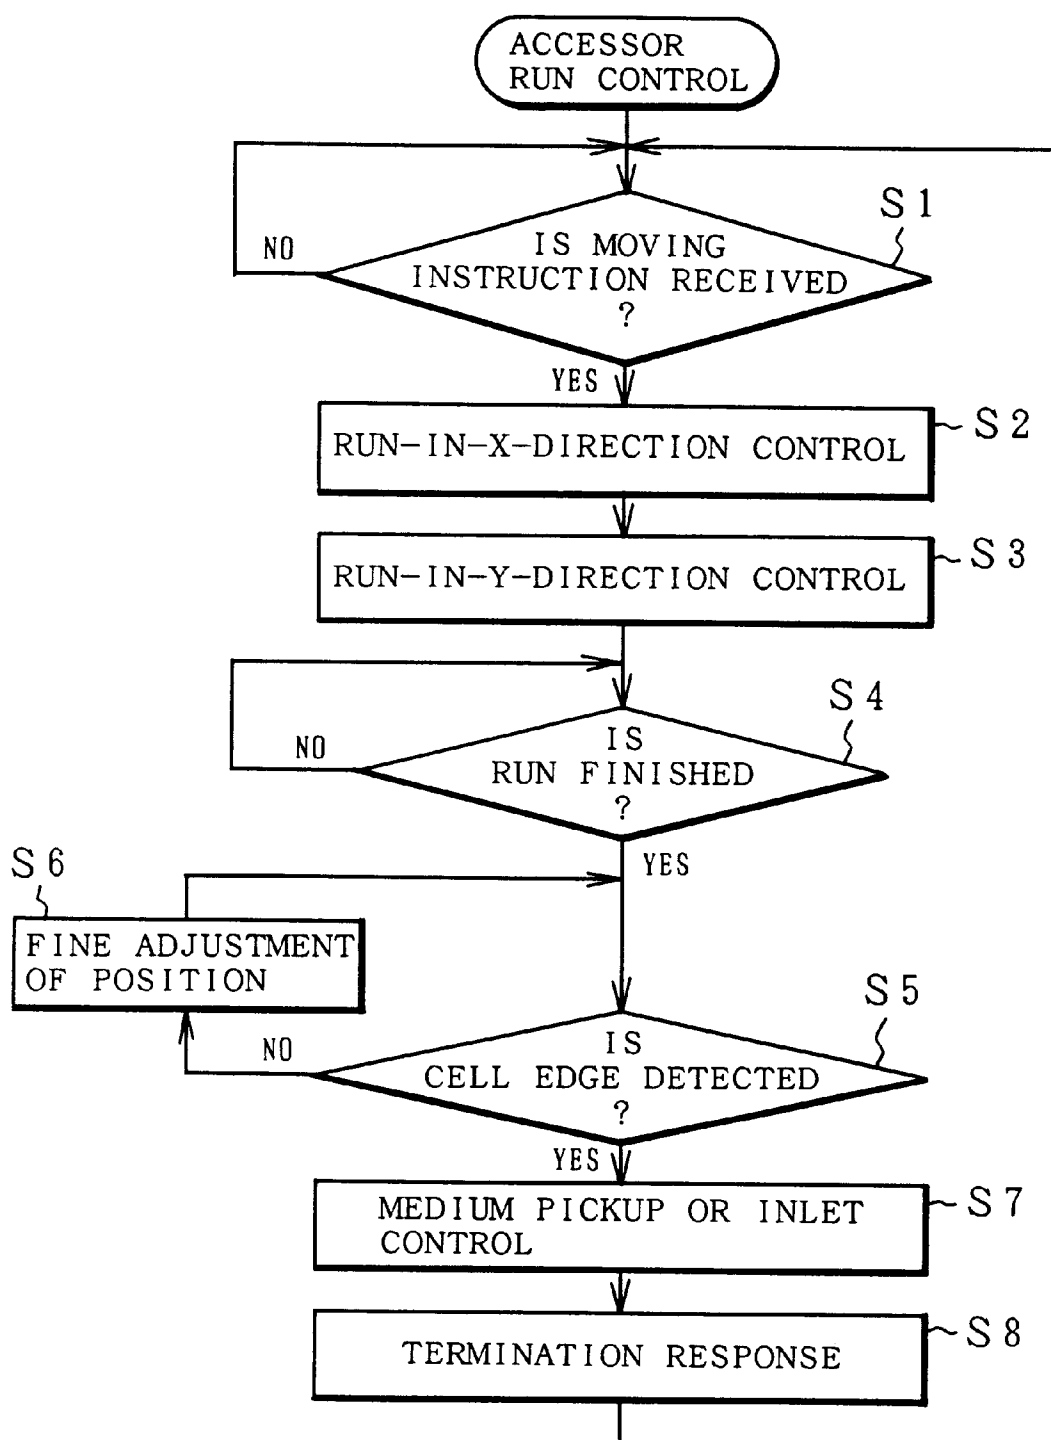 ACCESSOR
RUN CONTROL
S1
IS MOVING
INSTRUCTION RECEIVED
?
NO
YES
RUN-IN-X-DIRECTION CONTROL
S2
RUN-IN-Y-DIRECTION CONTROL
S3
S4
IS
RUN FINISHED
?
NO
YES
S6
FINE ADJUSTMENT
OF POSITION
S5
IS
CELL EDGE DETECTED
?
NO
YES
MEDIUM PICKUP OR INLET
CONTROL
S7
TERMINATION RESPONSE
S8